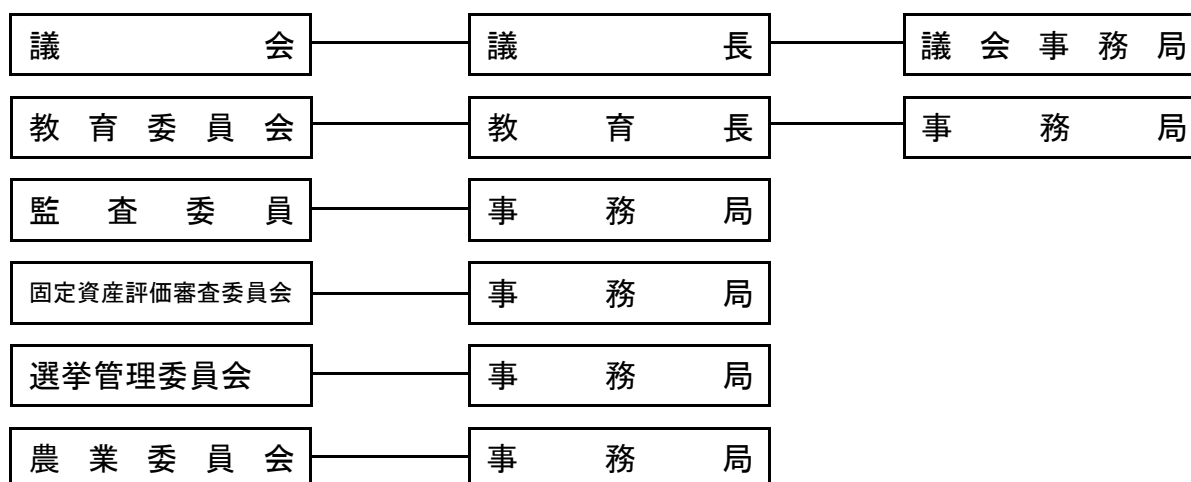 議会 議長 議会事務局
教育委員会 教育長 事務局
監査委員 事務局
固定資産評価審査委員会 事務局
選挙管理委員会 事務局
農業委員会 事務局